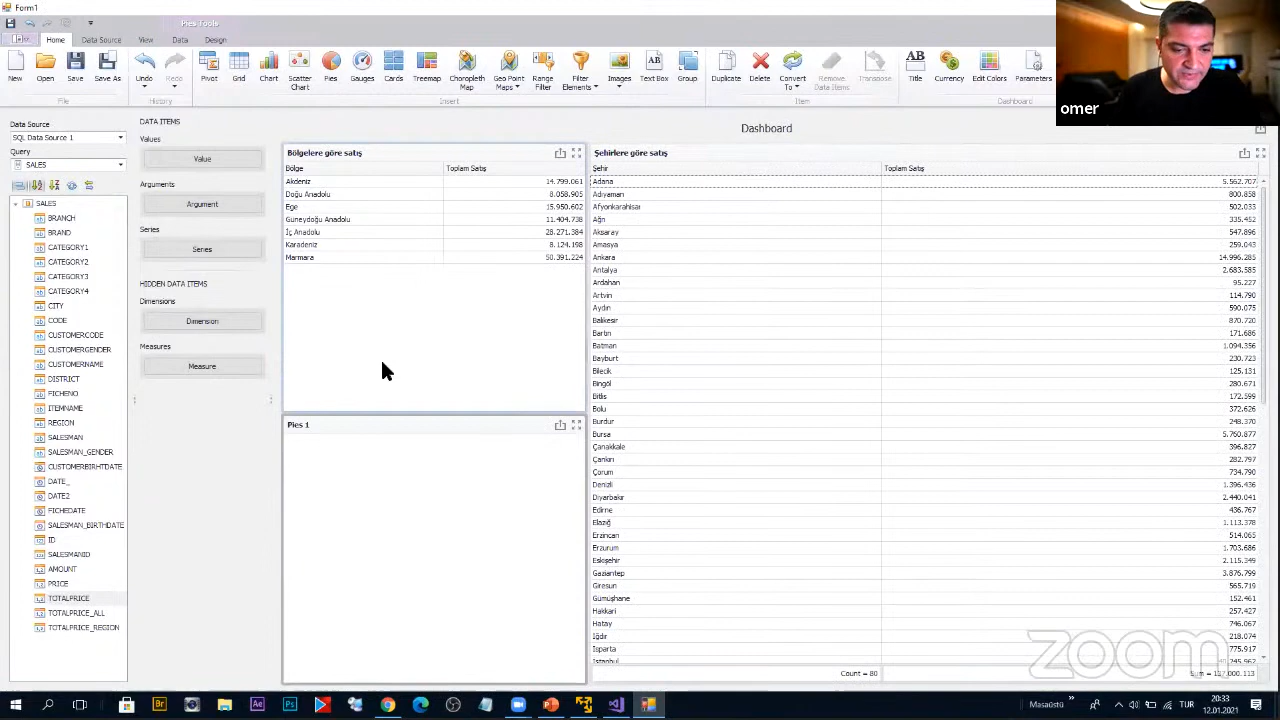 Form1
Pies Tools
Home Data Source View Data Design
New Open Save Save As Undo Redo Pivot Grid Chart Scatter Chart Pies Gauges Cards Treemap Choropleth Maps Geo Point Maps Range Filter Filter Elements Images Text Box Group Duplicate Delete Convert To Remove Data Items Transpose Title Currency Edit Colors Parameters
File History Insert Item Dashboard
omer
Data Source
SQL Data Source 1
Query
SALES
SALES
BRANCH
BRAND
CATEGORY1
CATEGORY2
CATEGORY3
CATEGORY4
CITY
CODE
CUSTOMERCODE
CUSTOMERGENDER
CUSTOMERNAME
DISTRICT
FICHENO
ITEMNAME
REGION
SALESMAN
SALESMAN_GENDER
CUSTOMERBIRHTDATE
DATE_
DATE2
FICHEDATE
SALESMAN_BIRTHDATE
ID
SALESMANID
AMOUNT
PRICE
TOTALPRICE
TOTALPRICE_ALL
TOTALPRICE_REGION
DATA ITEMS
Values
Value
Arguments
Argument
Series
Series
HIDDEN DATA ITEMS
Dimensions
Dimension
Measures
Measure
Dashboard
Bölgelere göre satış
Bölge Toplam Satış
Akdeniz 14.799.061
Doğu Anadolu 8.058.905
Ege 15.950.602
Güneydoğu Anadolu 11.404.738
İç Anadolu 28.271.384
Karadeniz 8.124.198
Marmara 50.391.224
Pies 1
Şehirlere göre satış
Şehir Toplam Satış
Adana 5.562.707
Adıyaman 800.858
Afyonkarahisar 502.033
Ağrı 335.452
Aksaray 547.896
Amasya 259.043
Ankara 14.996.285
Antalya 2.683.585
Ardahan 95.227
Artvin 114.790
Aydın 590.075
Balıkesir 870.720
Bartın 171.686
Batman 1.094.356
Bayburt 230.723
Bilecik 125.131
Bingöl 280.671
Bitlis 172.599
Bolu 372.626
Burdur 248.370
Bursa 5.760.877
Çanakkale 396.827
Çankırı 282.797
Çorum 734.790
Denizli 1.396.436
Diyarbakır 2.440.041
Edirne 436.767
Elazığ 1.113.378
Erzincan 514.065
Erzurum 1.703.686
Eskişehir 2.115.349
Gaziantep 3.876.799
Giresun 565.719
Gümüşhane 152.461
Hakkari 257.427
Hatay 746.067
Iğdır 218.074
Isparta 775.917
İstanbul
Count = 80 Sum = 137.000.113
zoom
Masaüstü TUR 20:33
12.01.2021